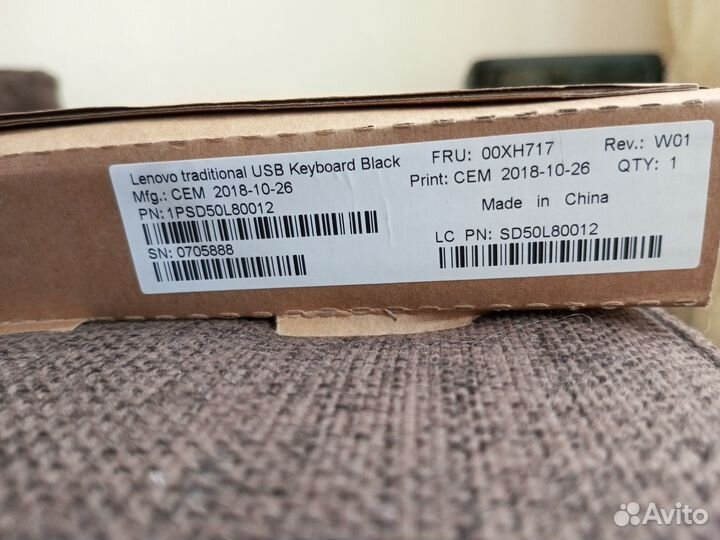 Lenovo traditional USB Keyboard Black FRU: 00XH717 Rev.: W01
Mfg.: CEM 2018-10-26 Print: CEM 2018-10-26 QTY: 1
PN: 1PSD50L80012 Made in China
SN: 0705888 LC PN: SD50L80012
Avito